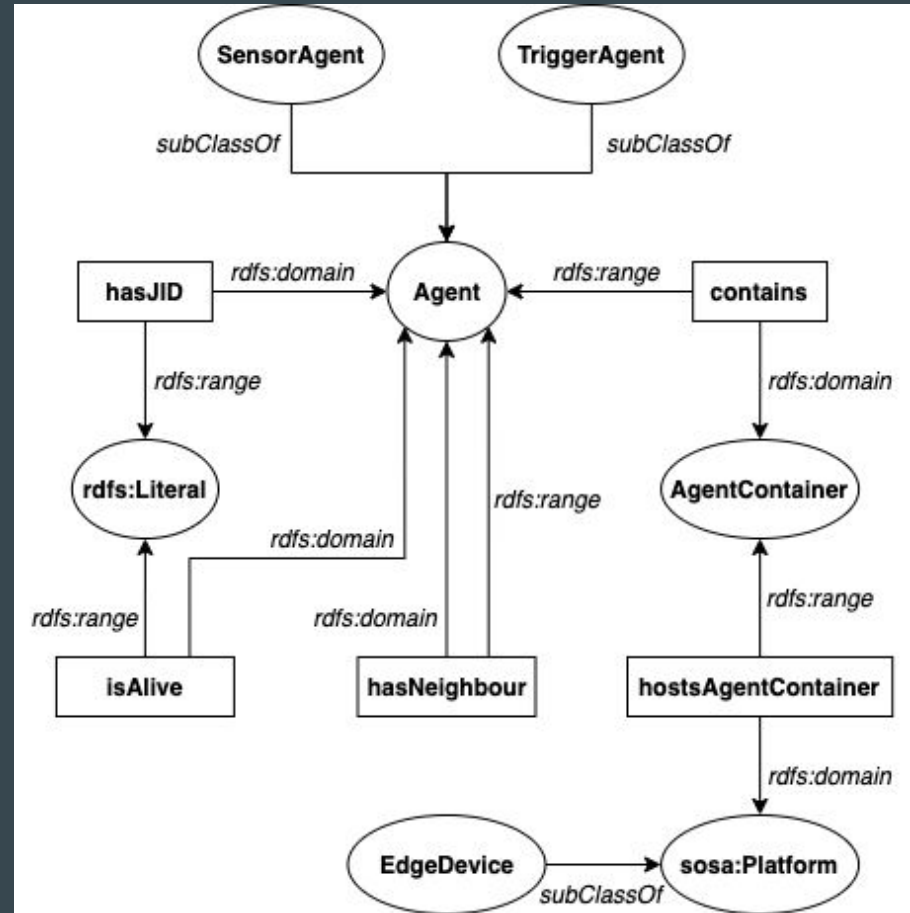 SensorAgent
TriggerAgent
subClassOf
subClassOf
rdfs:domain
rdfs:range
hasJID
Agent
contains
rdfs:range
rdfs:domain
rdfs:Literal
AgentContainer
rdfs:range
rdfs:domain
rdfs:range
rdfs:range
rdfs:domain
isAlive
hasNeighbour
hostsAgentContainer
rdfs:domain
EdgeDevice
sosa:Platform
subClassOf